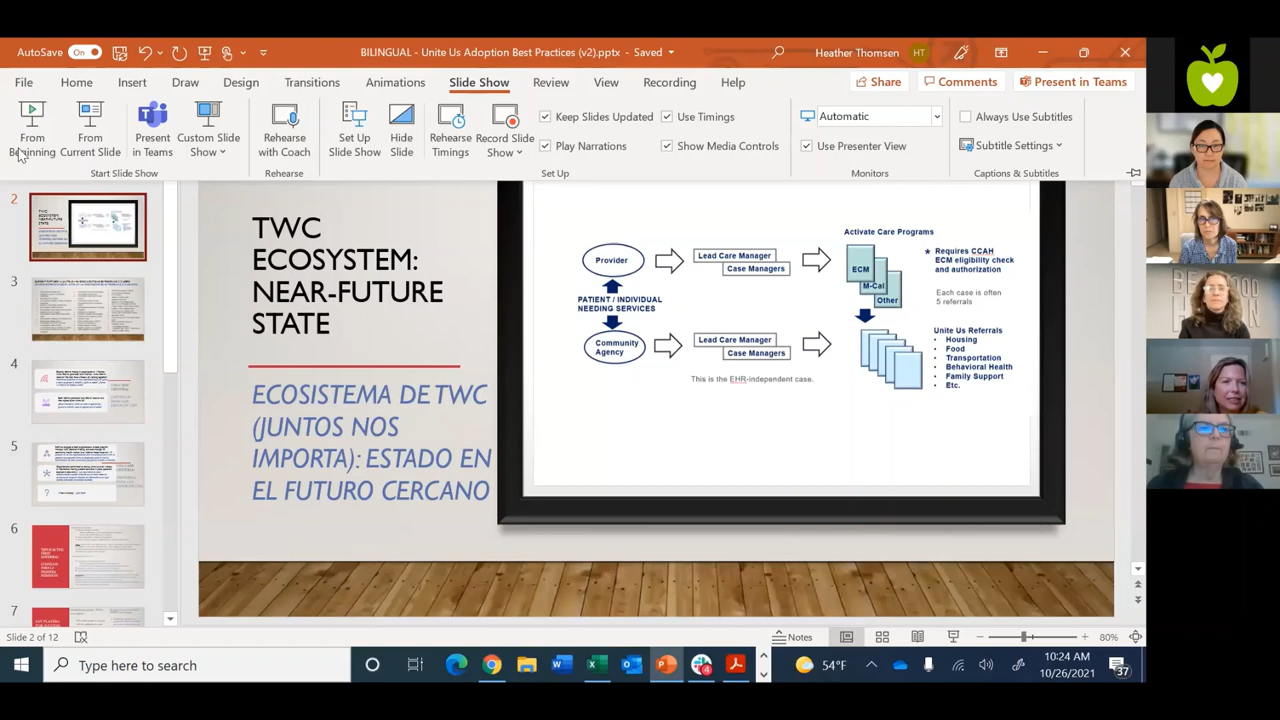 AutoSave On
BILINGUAL - Unite Us Adoption Best Practices (v2).pptx - Saved
Heather Thomsen HT
File Home Insert Draw Design Transitions Animations Slide Show Review View Recording Help
Share Comments Present in Teams
From Beginning
From Current Slide
Present in Teams
Custom Slide Show
Rehearse with Coach
Set Up Slide Show
Hide Slide
Rehearse Timings
Record Slide Show
Keep Slides Updated
Play Narrations
Use Timings
Show Media Controls
Automatic
Use Presenter View
Always Use Subtitles
Subtitle Settings
Start Slide Show
Rehearse
Set Up
Monitors
Captions & Subtitles
2
3
4
5
6
7
TWC
ECOSYSTEM:
NEAR-FUTURE
STATE
ECOSISTEMA DE TWC
(JUNTOS NOS
IMPORTA): ESTADO EN
EL FUTURO CERCANO
Activate Care Programs
Provider
Lead Care Manager
Case Managers
ECM
M-Cal
Other
Requires CCAH
ECM eligibility check
and authorization
Each case is often
5 referrals
PATIENT / INDIVIDUAL
NEEDING SERVICES
Community
Agency
Lead Care Manager
Case Managers
Unite Us Referrals
• Housing
• Food
• Transportation
• Behavioral Health
• Family Support
• Etc.
This is the EHR-independent case.
Slide 2 of 12
Notes
80%
Type here to search
4
54°F
10:24 AM
10/26/2021
37